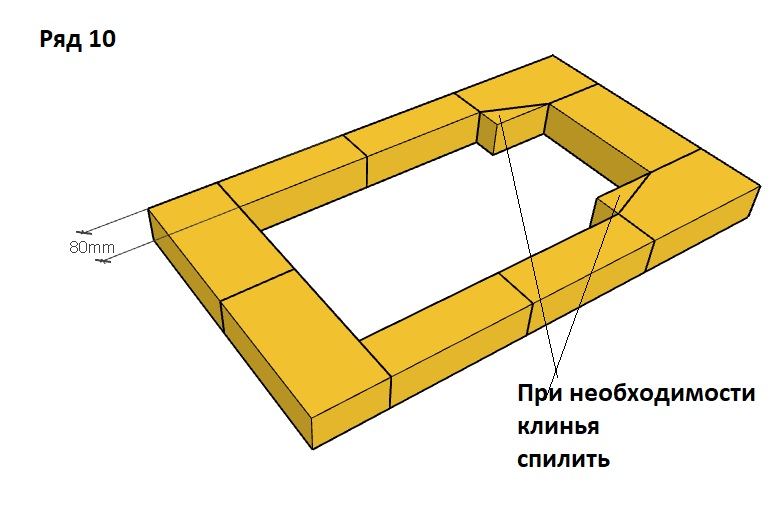 Ряд 10
80mm
При необходимости
клинья
спилить